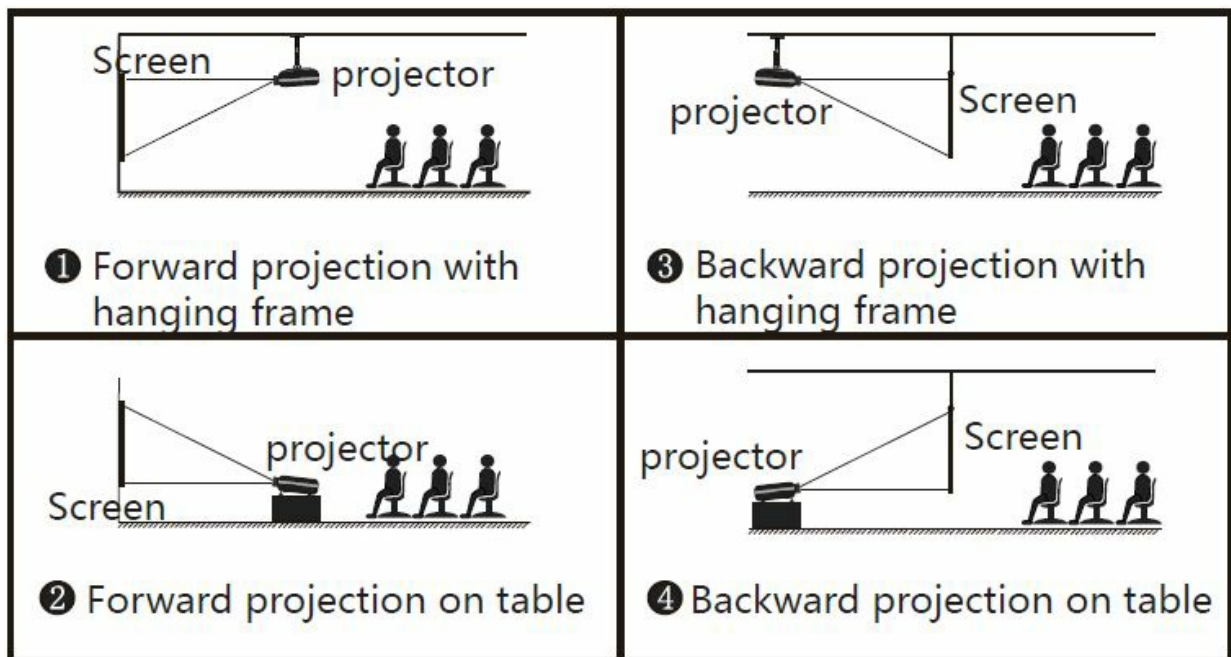 Screen
projector
❶ Forward projection with
hanging frame
projector
Screen
❸ Backward projection with
hanging frame
projector
Screen
❷ Forward projection on table
Screen
projector
❹ Backward projection on table